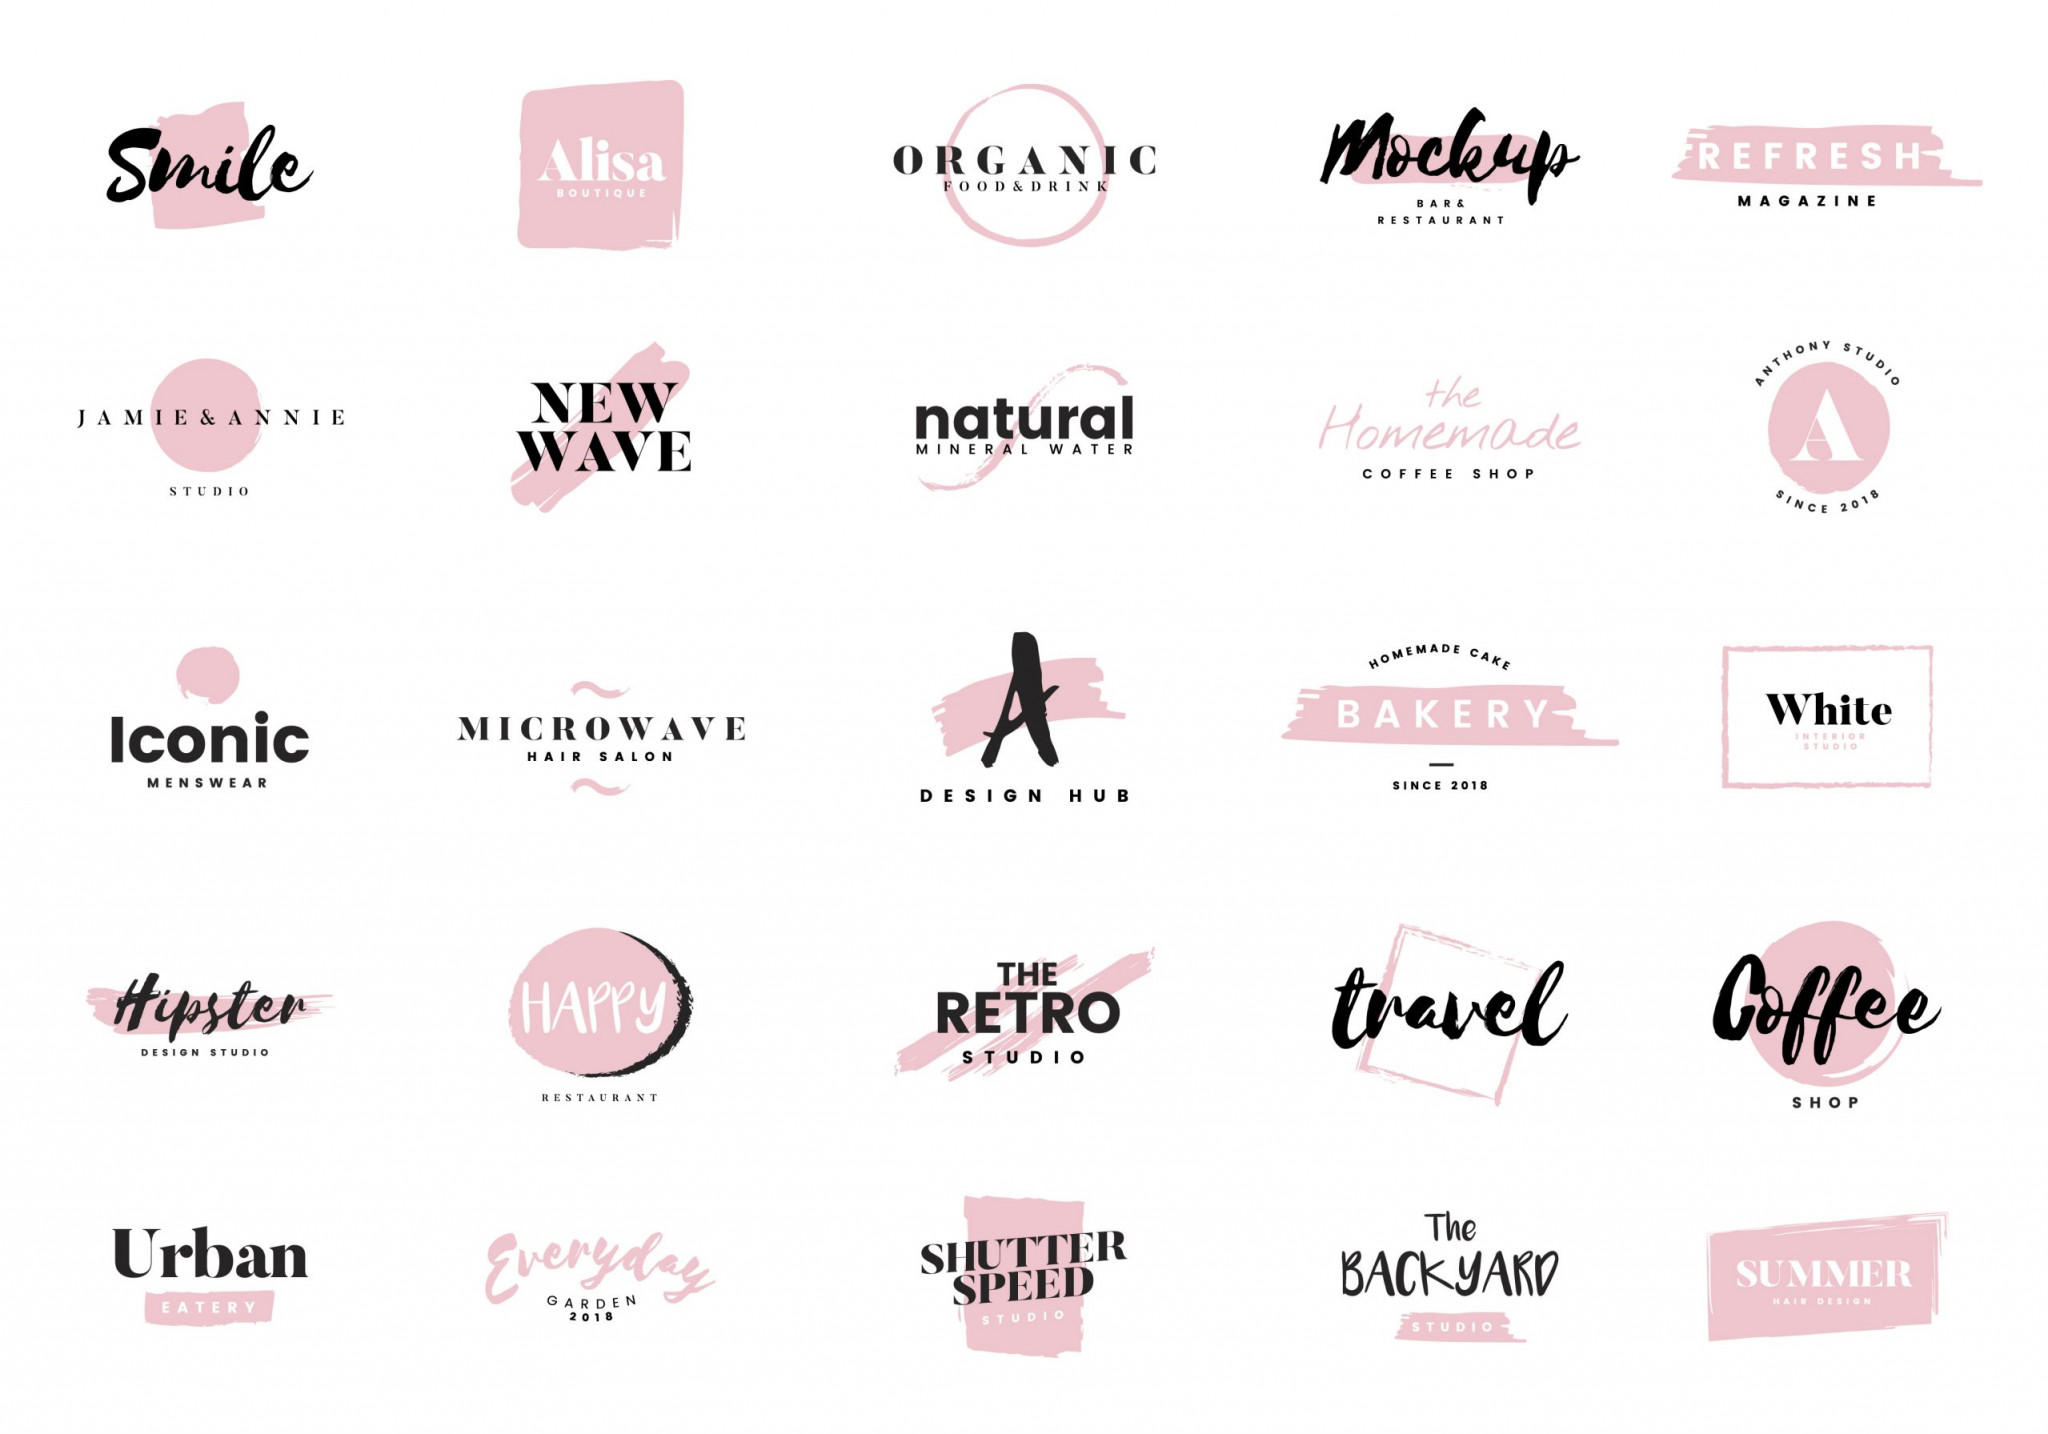 Smile
Alisa
BOUTIQUE
ORGANIC
FOOD&DRINK
Mockup
BAR&
RESTAURANT
REFRESH
MAGAZINE
JAMIE&ANNIE
STUDIO
NEW
WAVE
natural
MINERAL WATER
the
Homemade
COFFEE SHOP
ANTHONY STUDIO
A
SINCE 2018
Iconic
MENSWEAR
MICROWAVE
HAIR SALON
A
DESIGN HUB
HOMEMADE CAKE
BAKERY
SINCE 2018
White
INTERIOR
STUDIO
Hipster
DESIGN STUDIO
HAPPY
RESTAURANT
THE
RETRO
STUDIO
travel
Coffee
SHOP
Urban
EATERY
Everyday
GARDEN
2018
SHUTTER
SPEED
STUDIO
The
BACKYARD
STUDIO
SUMMER
HAIR DESIGN